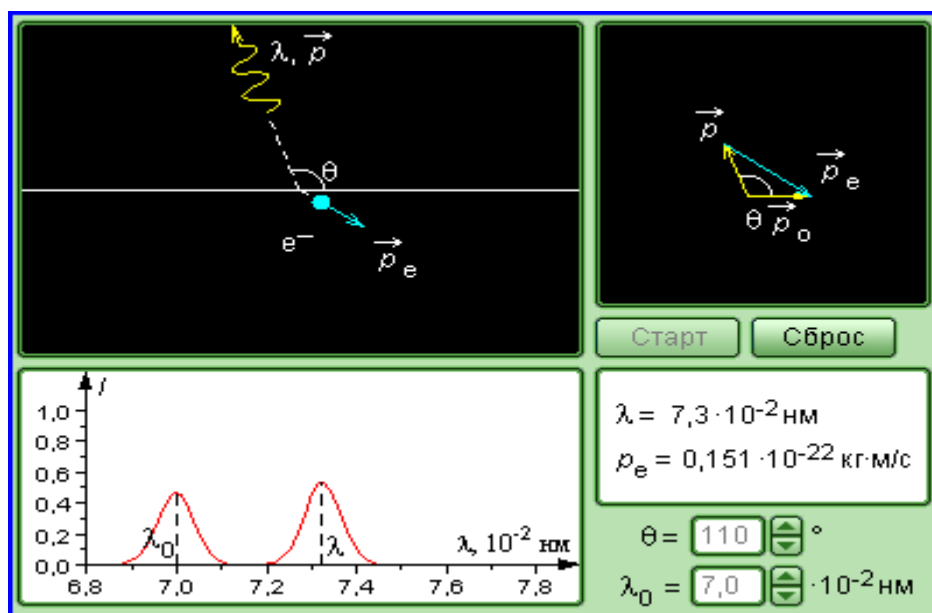 λ, p⃗
θ
e⁻
p⃗ e
p⃗
p⃗ e
θ p⃗ o
Старт
Сброс
I
1,0
0,8
0,6
0,4
0,2
0,0
λ0
λ
λ, 10⁻² нм
6,8 7,0 7,2 7,4 7,6 7,8
λ = 7,3·10⁻² нм
pe = 0,151·10⁻²² кг·м/с
θ = 110 °
λ0 = 7,0 ·10⁻² нм